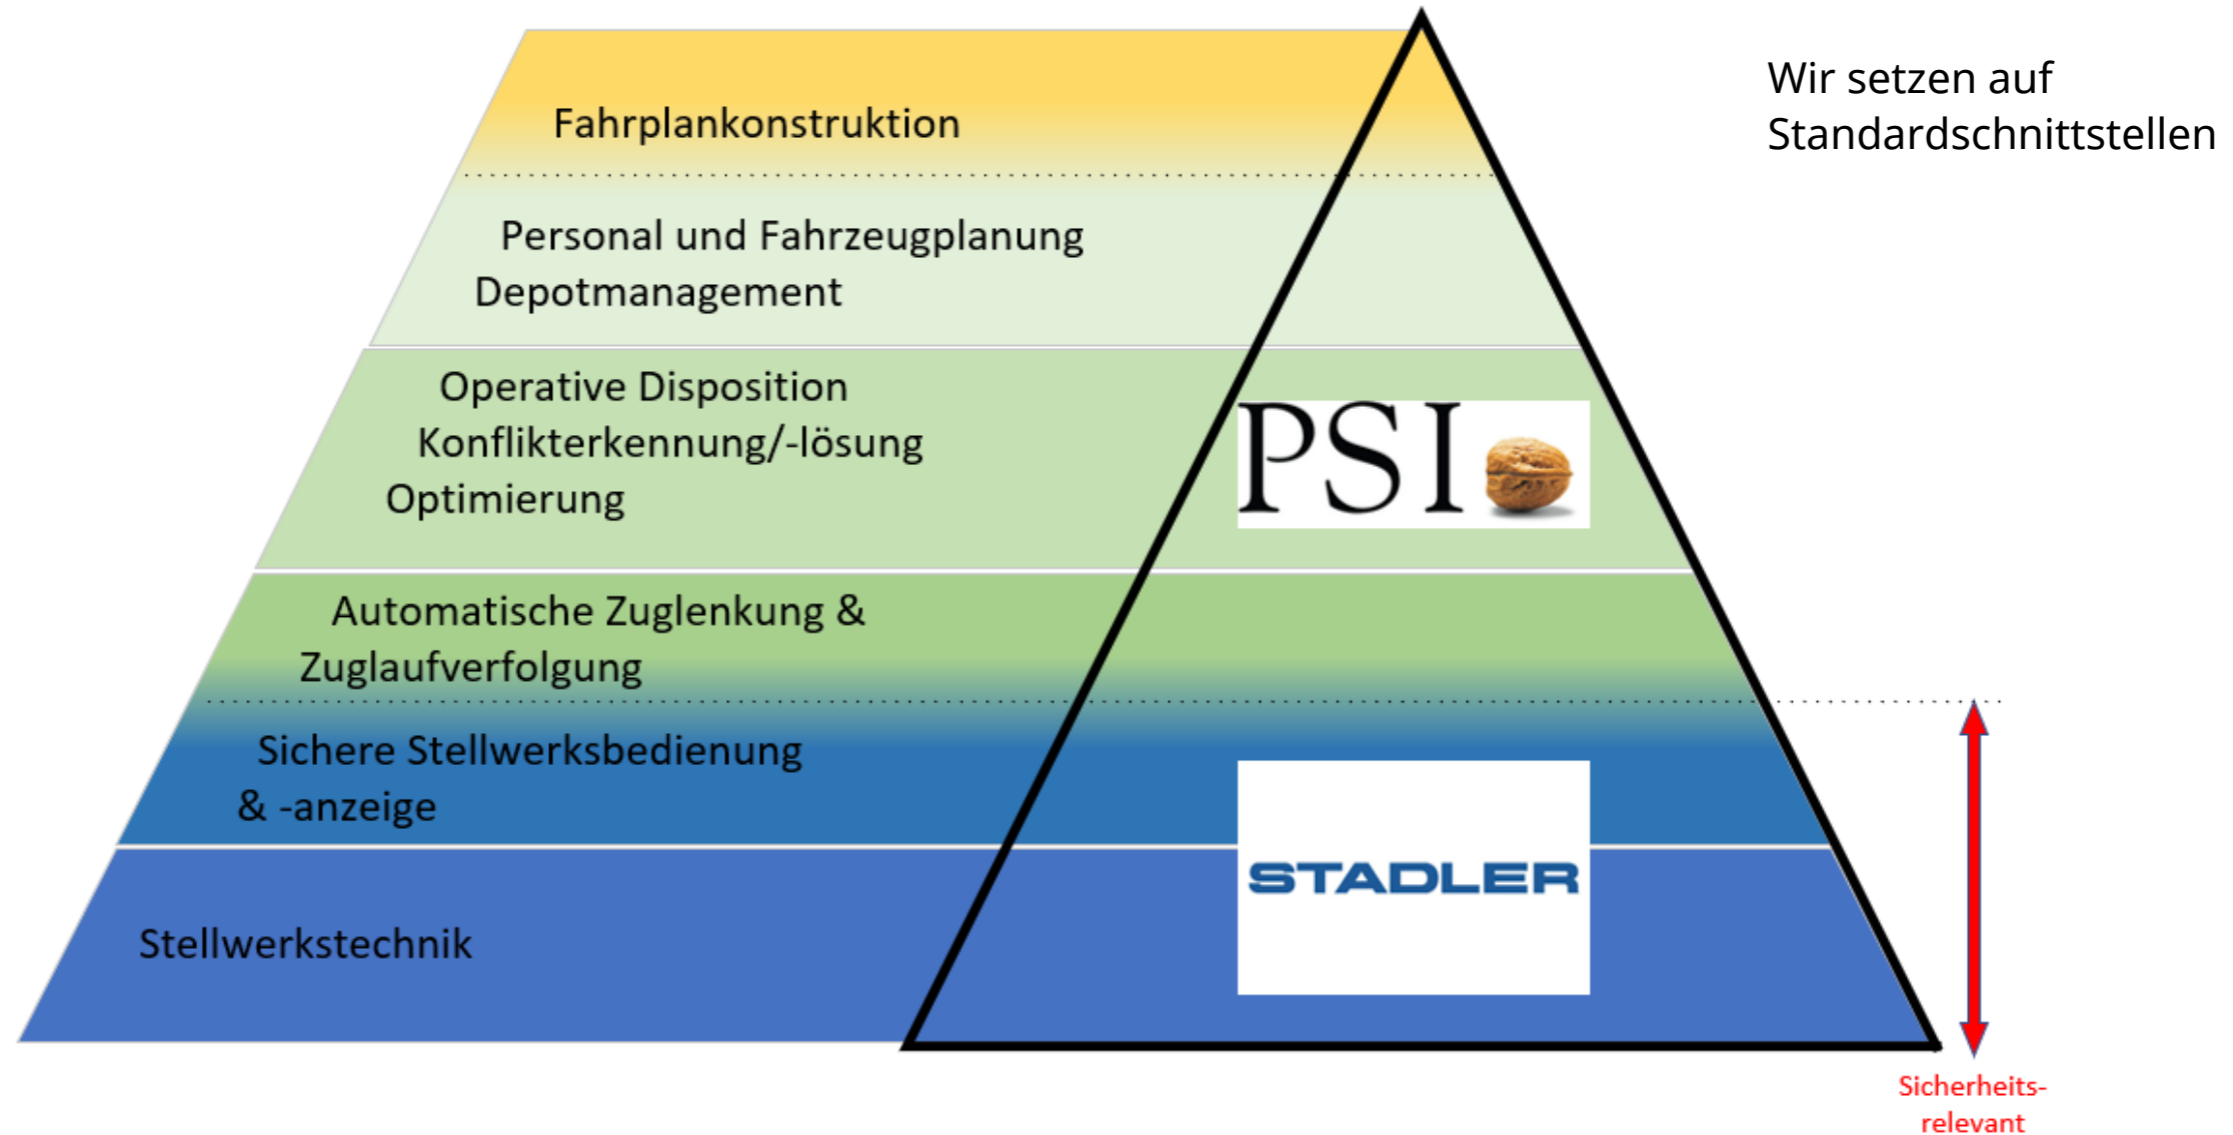 Wir setzen auf
Standardschnittstellen
Fahrplankonstruktion
Personal und Fahrzeugplanung
Depotmanagement
Operative Disposition
Konflikterkennung/-lösung
Optimierung
PSI
Automatische Zuglenkung &
Zuglaufverfolgung
Sichere Stellwerksbedienung
& -anzeige
STADLER
Stellwerkstechnik
Sicherheits-
relevant